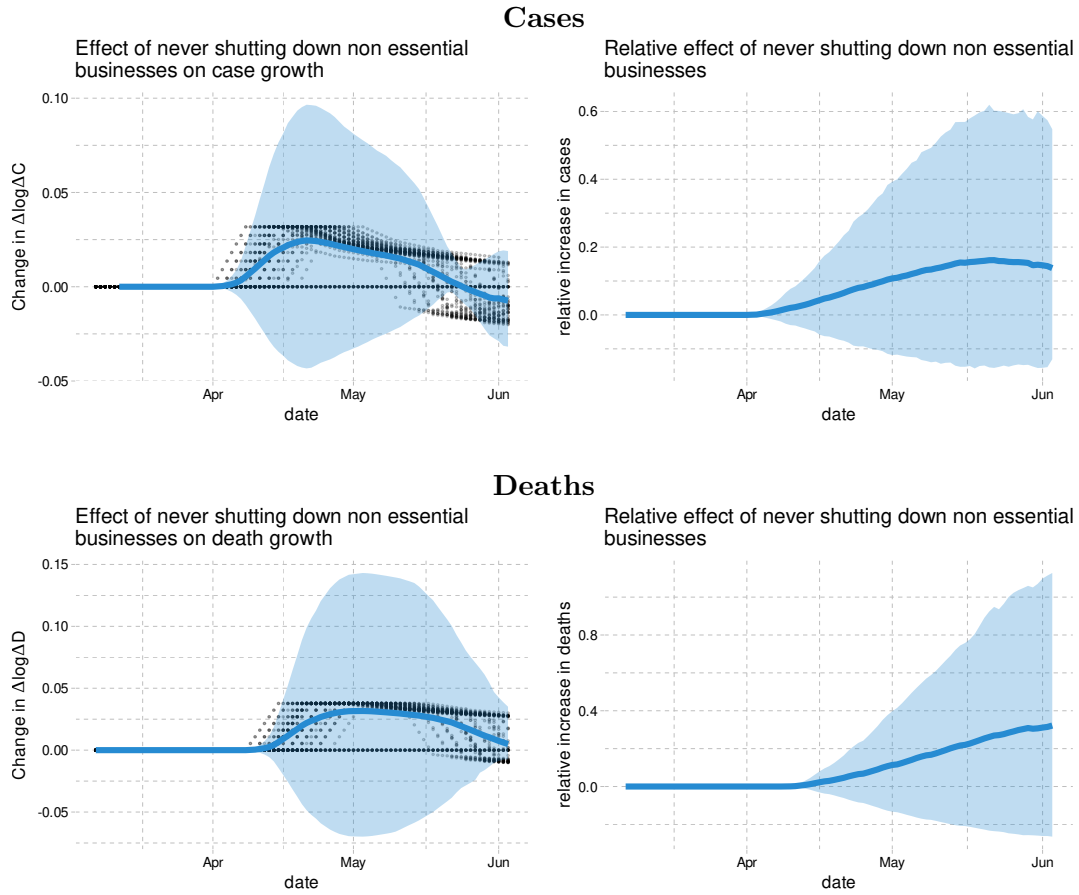 Cases
Effect of never shutting down non essential
businesses on case growth
0.10
0.05
0.00
-0.05
Change in ΔlogΔC
Apr
May
Jun
date
Relative effect of never shutting down non essential
businesses
0.6
0.4
0.2
0.0
relative increase in cases
Apr
May
Jun
date
Deaths
Effect of never shutting down non essential
businesses on death growth
0.15
0.10
0.05
0.00
-0.05
Change in ΔlogΔD
Apr
May
Jun
date
Relative effect of never shutting down non essential
businesses
0.8
0.4
0.0
relative increase in deaths
Apr
May
Jun
date